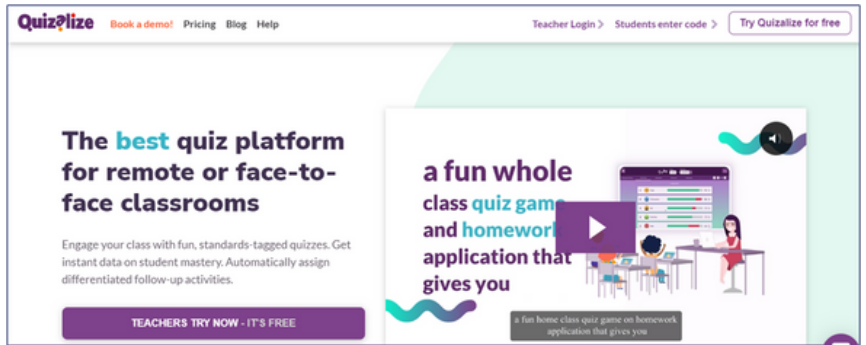 Quizalize
Book a demo! Pricing Blog Help
Teacher Login > Students enter code > Try Quizalize for free
The best quiz platform
for remote or face-to-
face classrooms
Engage your class with fun, standards-tagged quizzes. Get
instant data on student mastery. Automatically assign
differentiated follow-up activities.
TEACHERS TRY NOW - IT'S FREE
a fun whole
class quiz game
and homework
application that
gives you
a fun home class quiz game on homework
application that gives you